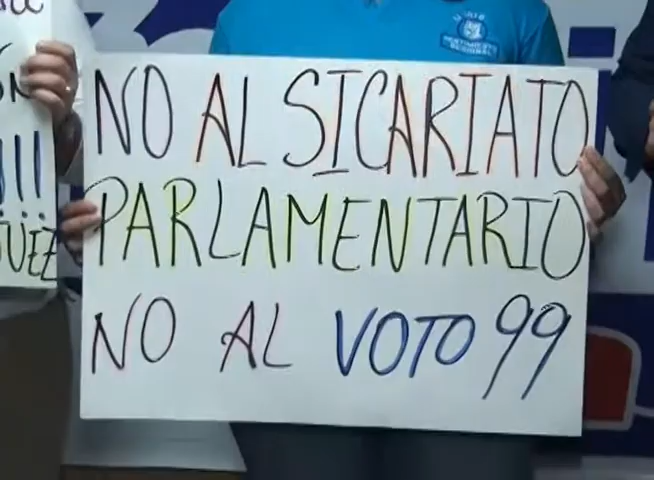 NO AL SICARIATO
PARLAMENTARIO
NO AL VOTO 99
!!!